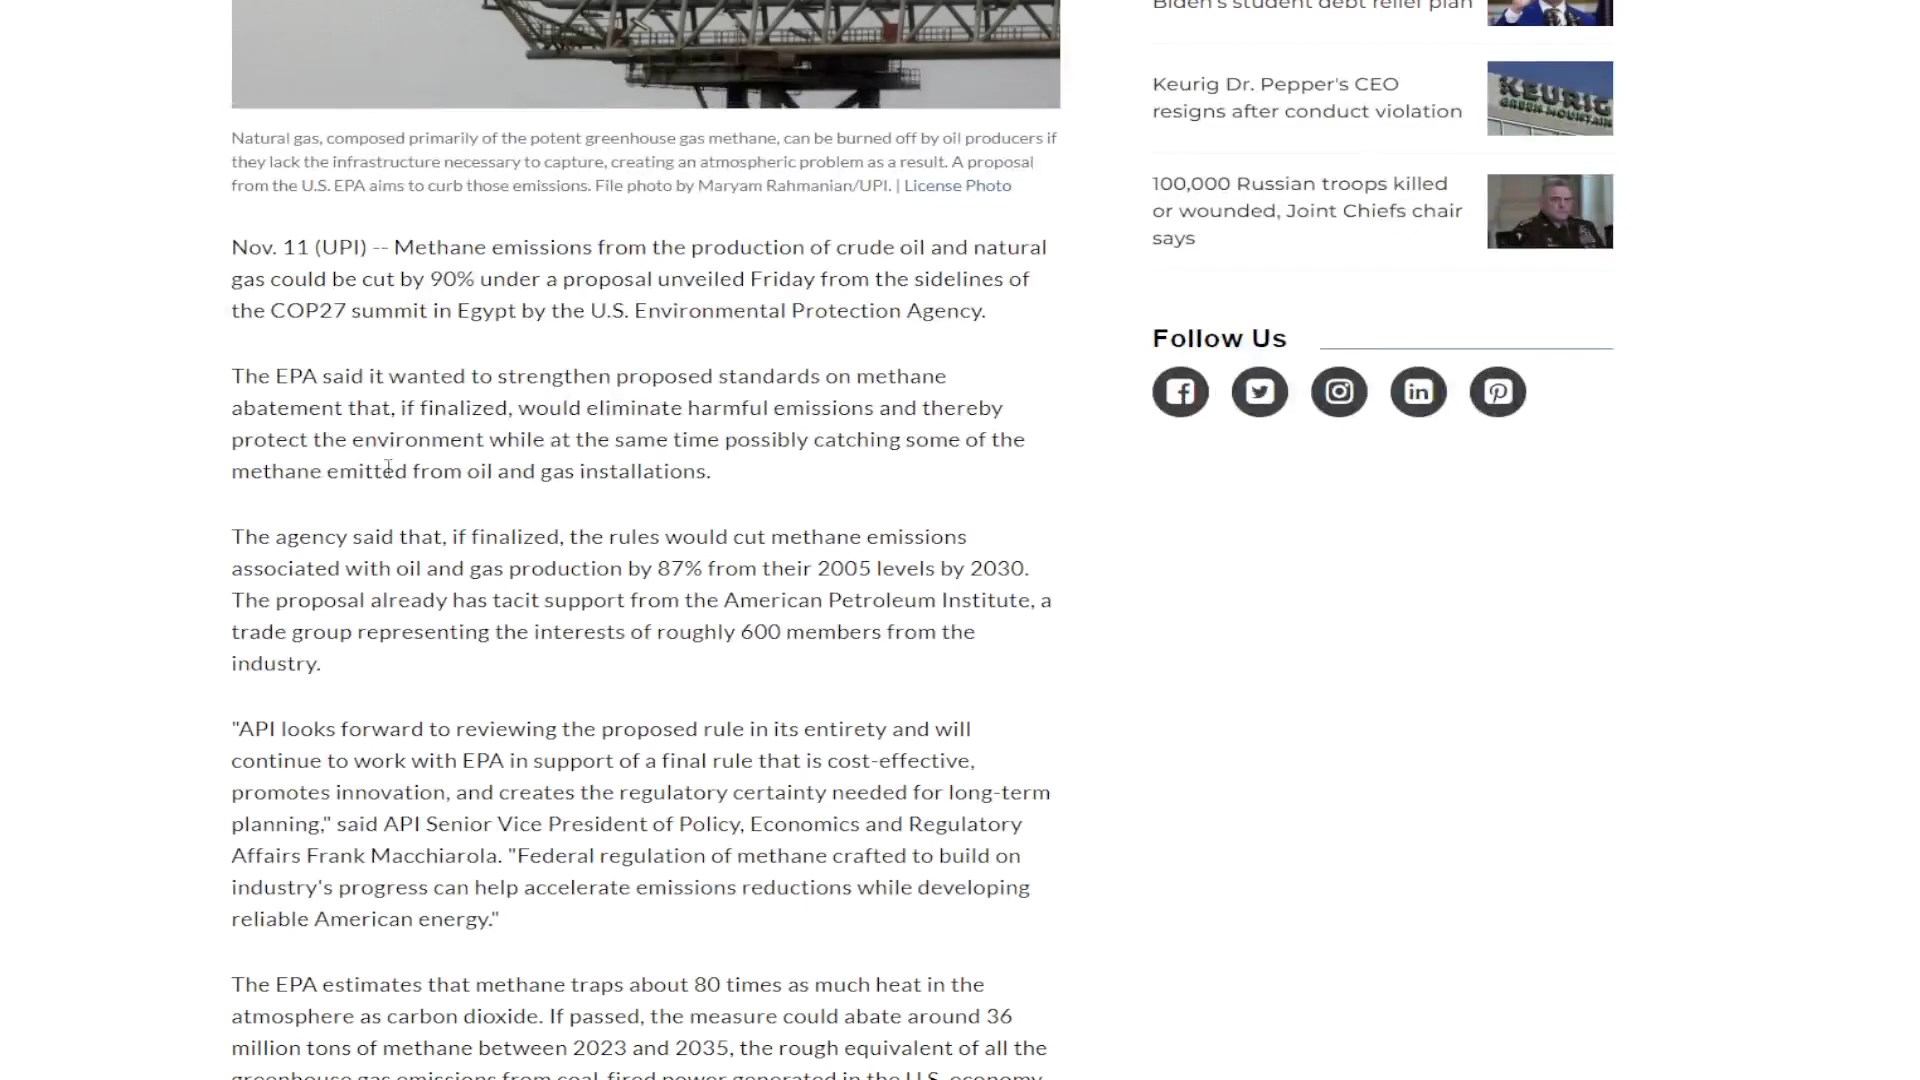 Biden's student debt relief plan
Keurig Dr. Pepper's CEO
resigns after conduct violation
KEURIG
GREEN MOUNTAIN
100,000 Russian troops killed
or wounded, Joint Chiefs chair
says
Follow Us
Natural gas, composed primarily of the potent greenhouse gas methane, can be burned off by oil producers if
they lack the infrastructure necessary to capture, creating an atmospheric problem as a result. A proposal
from the U.S. EPA aims to curb those emissions. File photo by Maryam Rahmanian/UPI. | License Photo
Nov. 11 (UPI) -- Methane emissions from the production of crude oil and natural
gas could be cut by 90% under a proposal unveiled Friday from the sidelines of
the COP27 summit in Egypt by the U.S. Environmental Protection Agency.
The EPA said it wanted to strengthen proposed standards on methane
abatement that, if finalized, would eliminate harmful emissions and thereby
protect the environment while at the same time possibly catching some of the
methane emitted from oil and gas installations.
The agency said that, if finalized, the rules would cut methane emissions
associated with oil and gas production by 87% from their 2005 levels by 2030.
The proposal already has tacit support from the American Petroleum Institute, a
trade group representing the interests of roughly 600 members from the
industry.
"API looks forward to reviewing the proposed rule in its entirety and will
continue to work with EPA in support of a final rule that is cost-effective,
promotes innovation, and creates the regulatory certainty needed for long-term
planning," said API Senior Vice President of Policy, Economics and Regulatory
Affairs Frank Macchiarola. "Federal regulation of methane crafted to build on
industry's progress can help accelerate emissions reductions while developing
reliable American energy."
The EPA estimates that methane traps about 80 times as much heat in the
atmosphere as carbon dioxide. If passed, the measure could abate around 36
million tons of methane between 2023 and 2035, the rough equivalent of all the
greenhouse gas emissions from coal-fired power generated in the U.S. economy